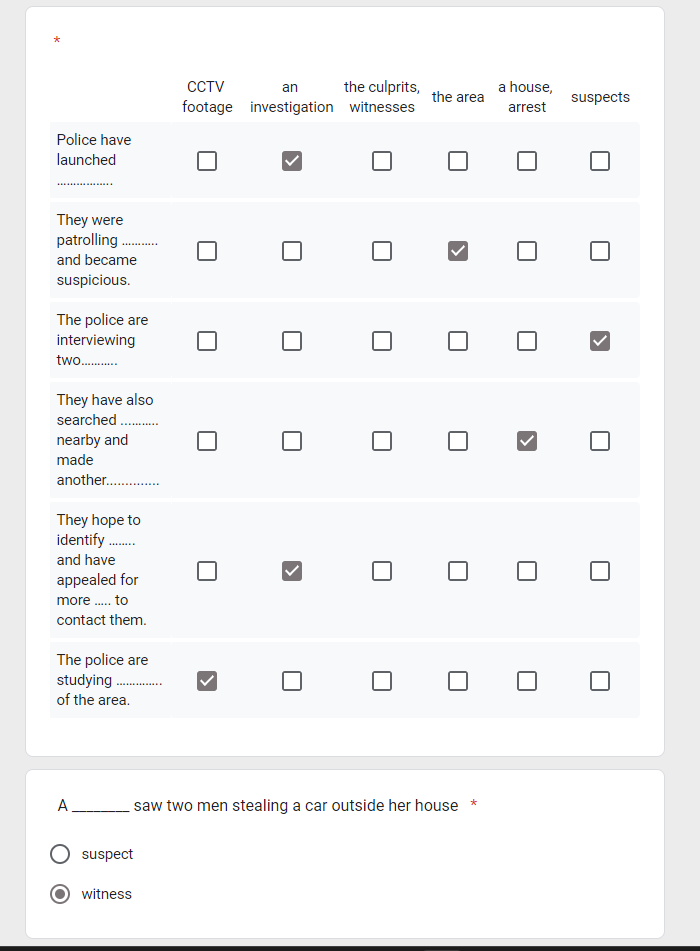 *
CCTV footage
an investigation
the culprits, witnesses
the area
a house, arrest
suspects
Police have
launched
.................
They were
patrolling ...........
and became
suspicious.
The police are
interviewing
two...........
They have also
searched ...........
nearby and
made
another..............
They hope to
identify ........
and have
appealed for
more ..... to
contact them.
The police are
studying ..............
of the area.
A ________ saw two men stealing a car outside her house *
suspect
witness